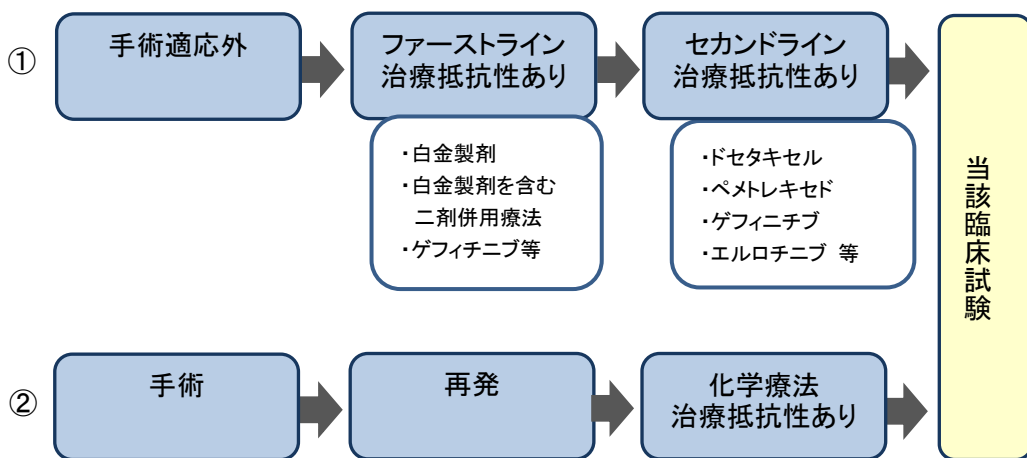 ①
手術適応外
ファーストライン
治療抵抗性あり
セカンドライン
治療抵抗性あり
・白金製剤
・白金製剤を含む
二剤併用療法
・ゲフィチニブ等
・ドセタキセル
・ペメトレキセド
・ゲフィニチブ
・エルロチニブ 等
当該臨床試験
②
手術
再発
化学療法
治療抵抗性あり